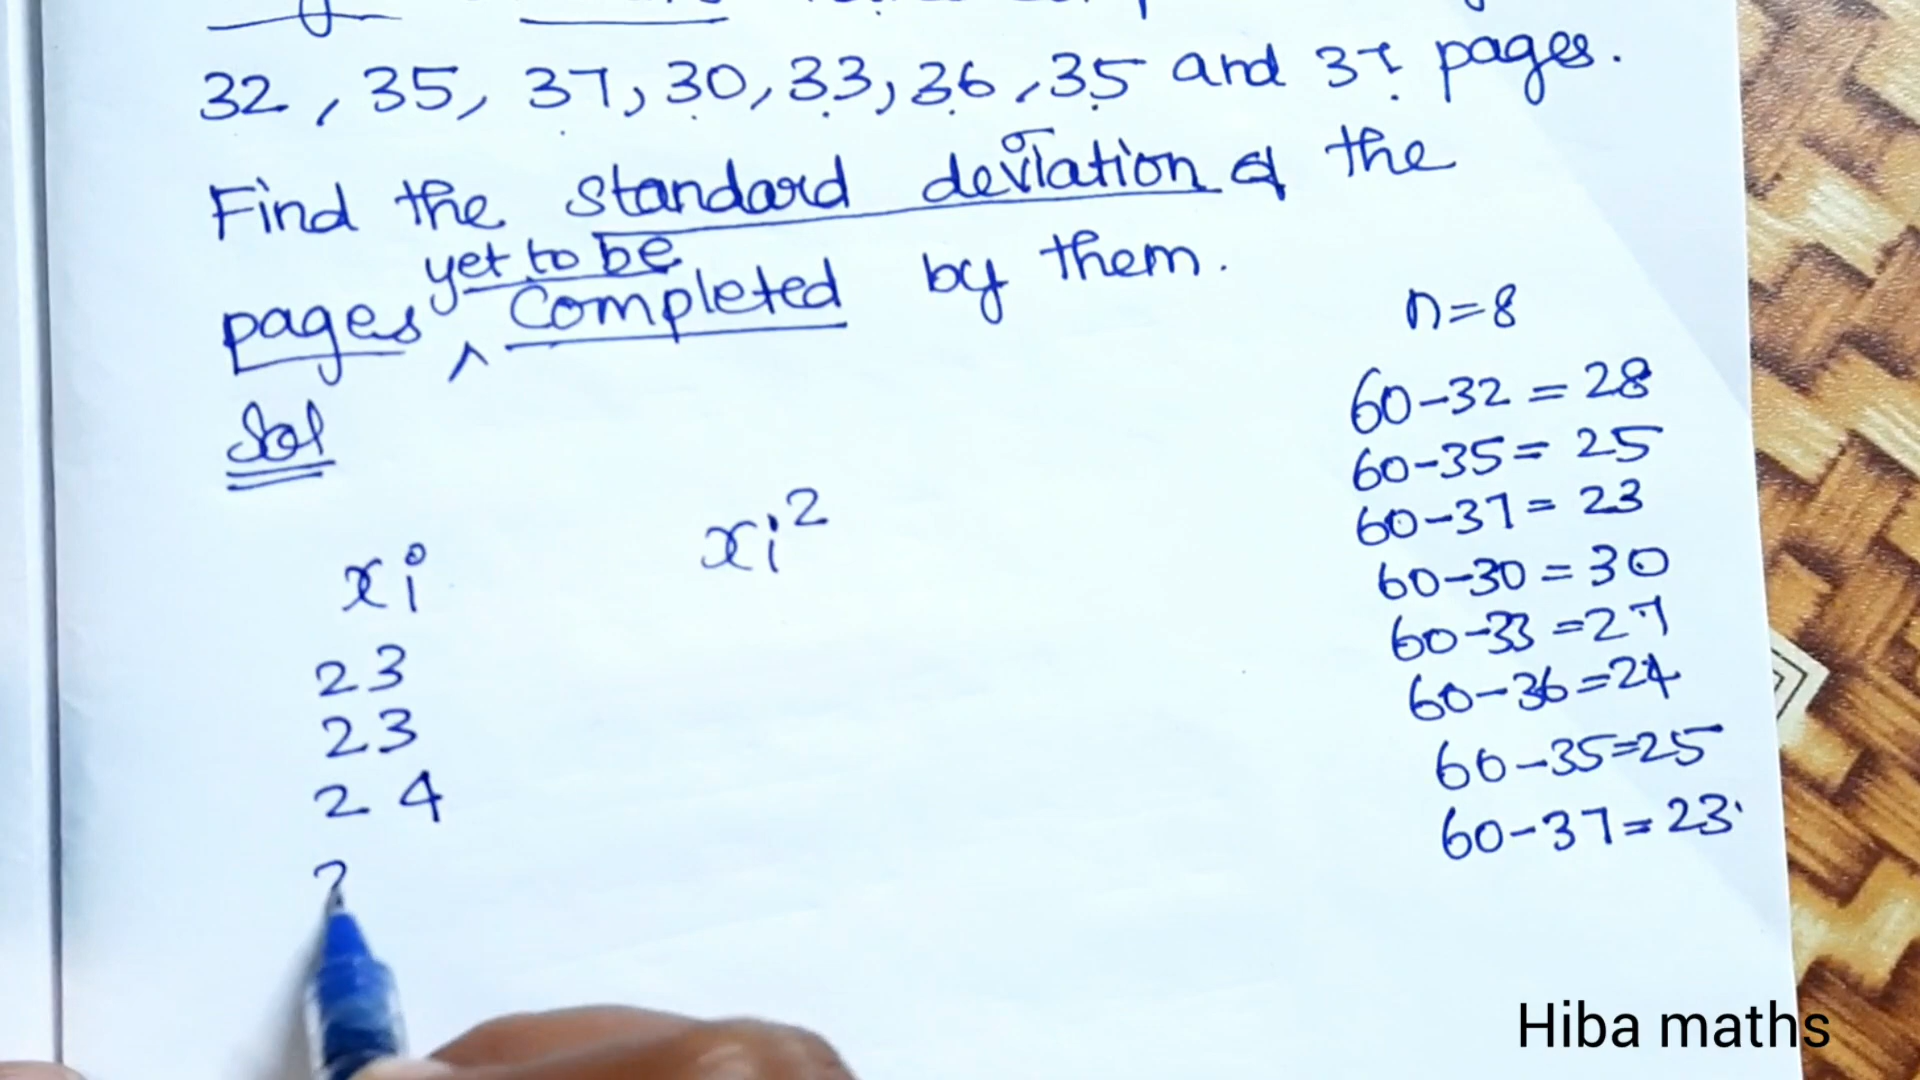 32, 35, 37, 30, 33, 36, 35 and 37 pages.
Find the standard deviation of the
yet to be
pages ^ Completed by them.
Sol
n=8
60-32 = 28
60-35= 25
60-37= 23
60-30=30
60-33=27
60-36=24
60-35=25
60-37=23.
xi xi²
23
23
24
2
Hiba maths